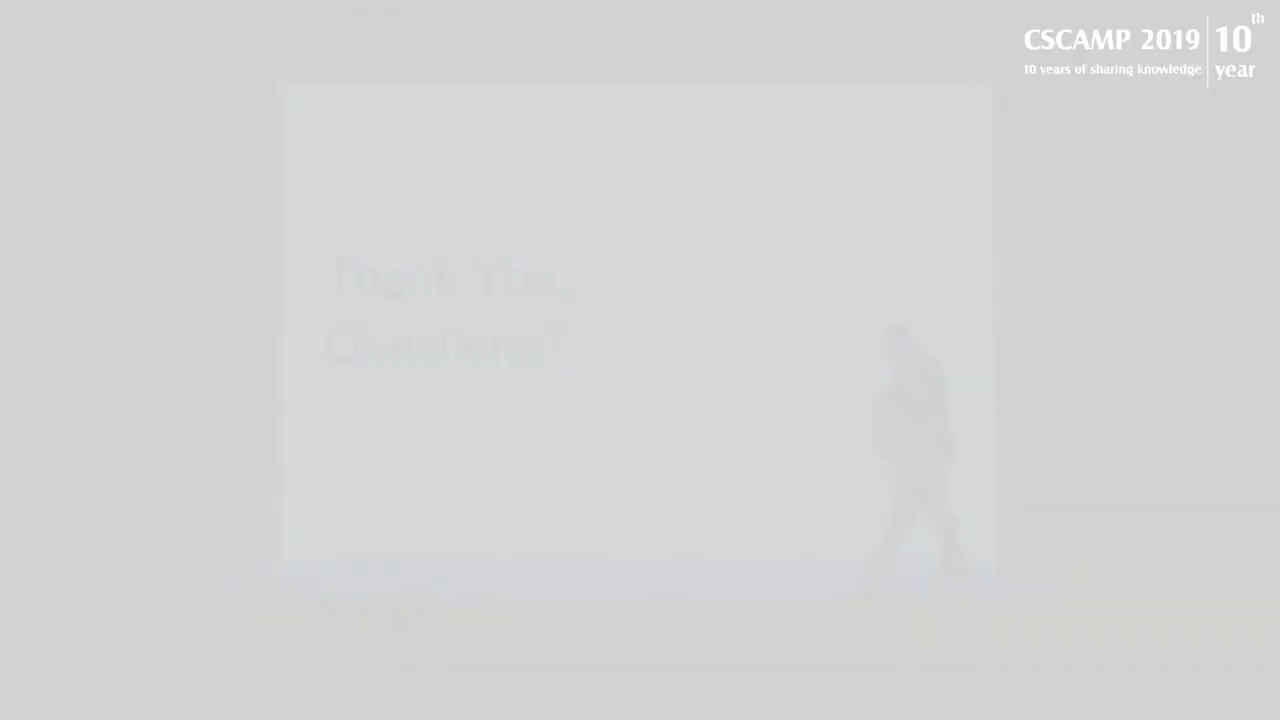 CSCAMP 2019
10 years of sharing knowledge
10th
year
Thank You.
Questions?